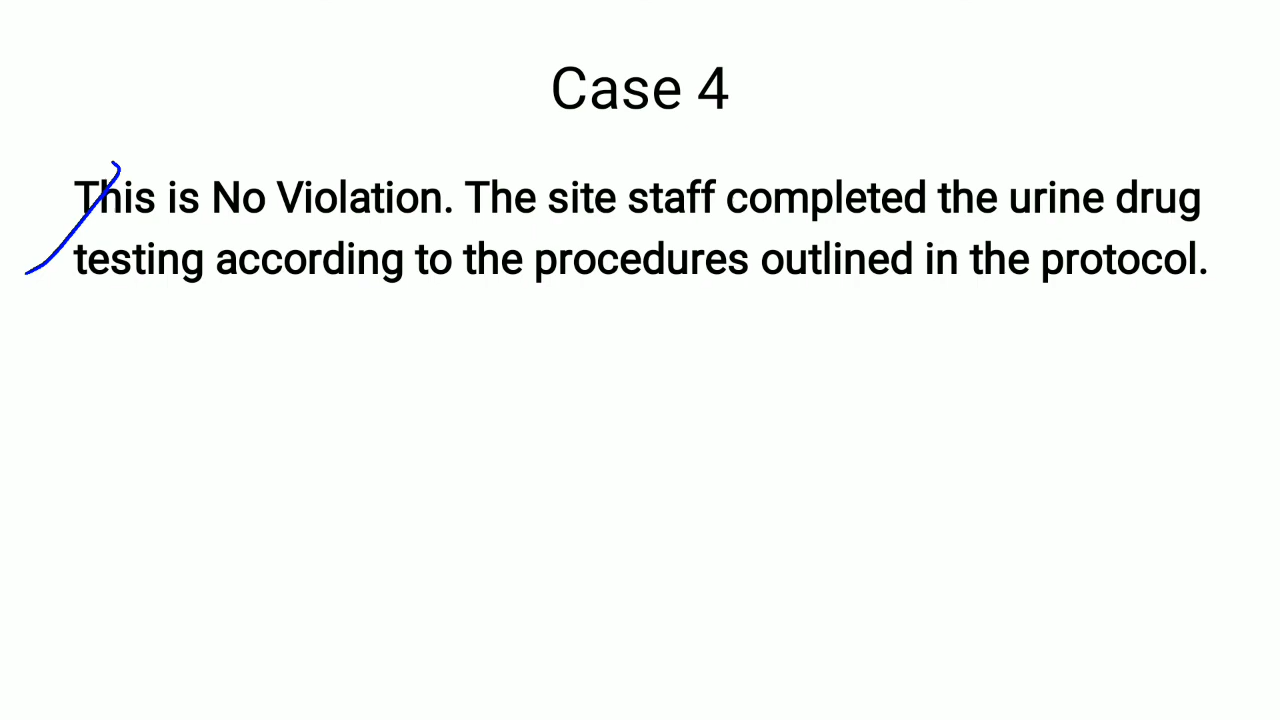 Case 4
This is No Violation. The site staff completed the urine drug
testing according to the procedures outlined in the protocol.